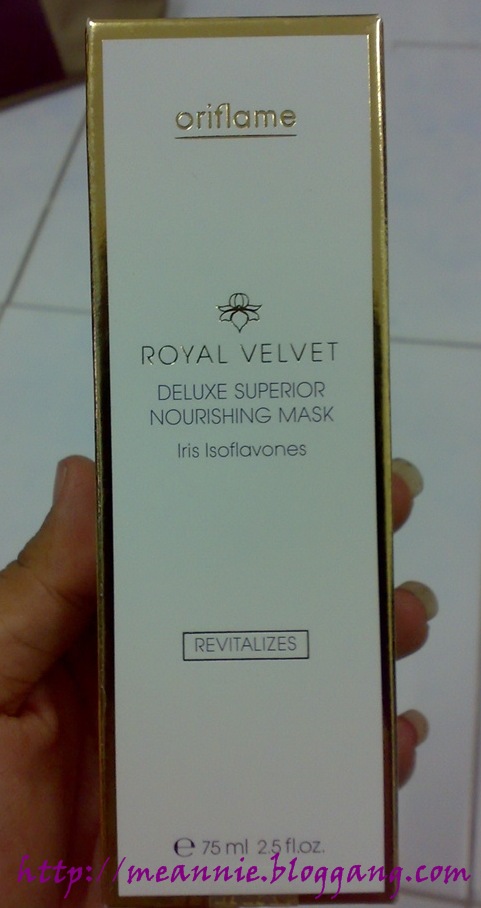 oriflame
ROYAL VELVET
DELUXE SUPERIOR
NOURISHING MASK
Iris Isoflavones
REVITALIZES
℮ 75 ml 2.5 fl.oz.
http://meannie.bloggang.com